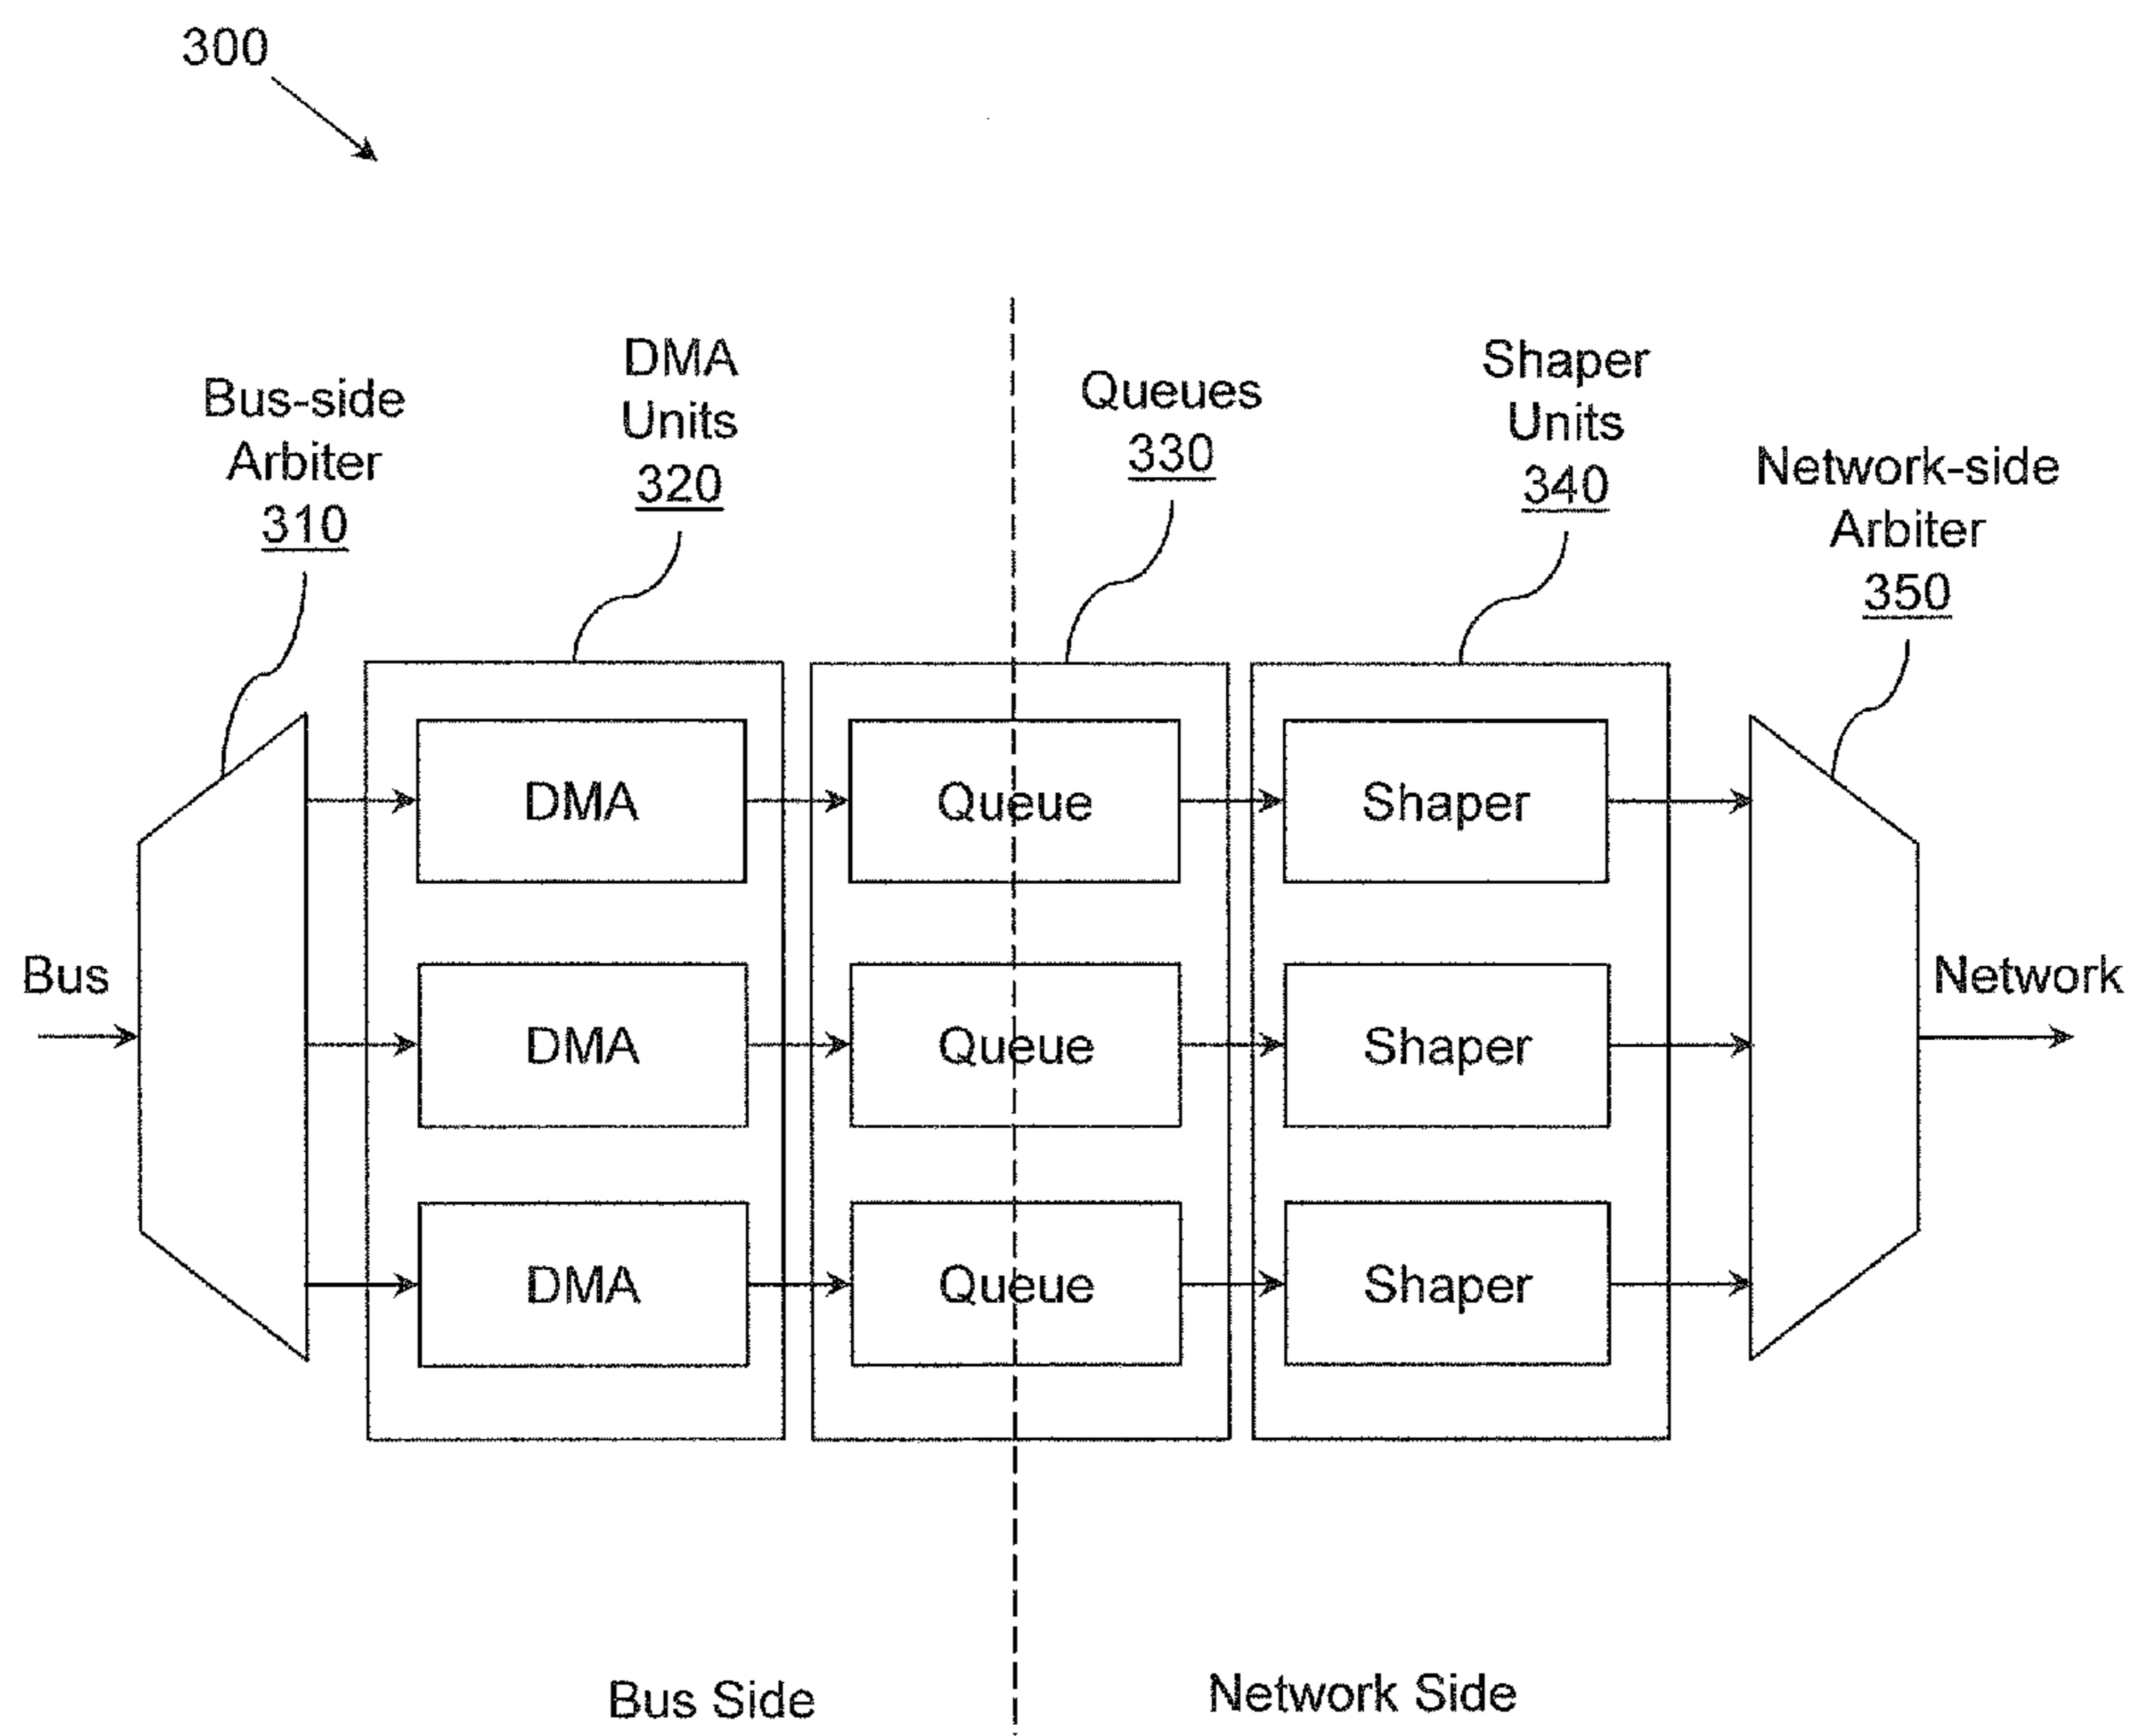 300
Bus-side
Arbiter
310
DMA
Units
320
Queues
330
Shaper
Units
340
Network-side
Arbiter
350
DMA
Queue
Shaper
Bus
DMA
Queue
Shaper
Network
DMA
Queue
Shaper
Bus Side
Network Side